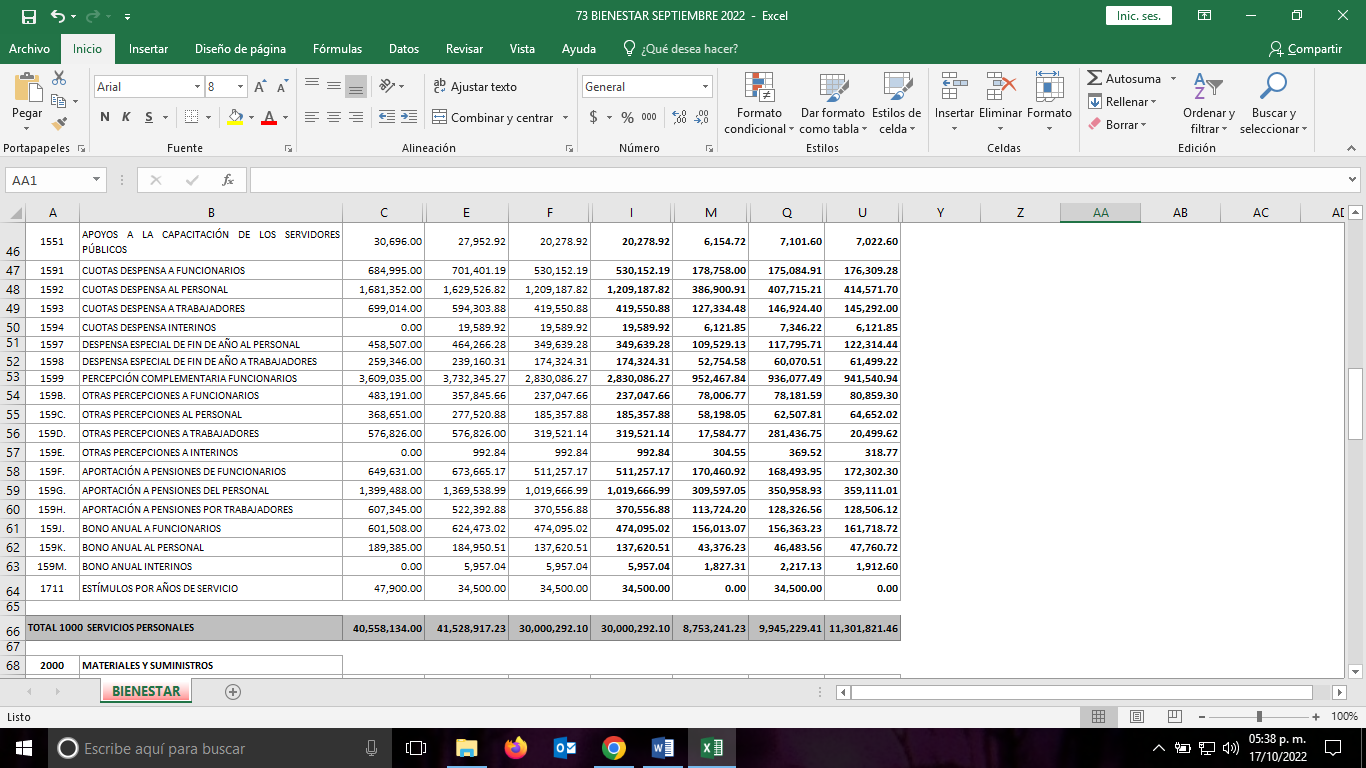 73 BIENESTAR SEPTIEMBRE 2022 - Excel
Inic. ses.
Archivo Inicio Insertar Diseño de página Fórmulas Datos Revisar Vista Ayuda ¿Qué desea hacer? Compartir
Pegar
Arial 8
N K S
Ajustar texto
Combinar y centrar
General
$ % 000
Formato condicional
Dar formato como tabla
Estilos de celda
Insertar Eliminar Formato
Autosuma
Rellenar
Borrar
Ordenar y filtrar
Buscar y seleccionar
Portapapeles Fuente Alineación Número Estilos Celdas Edición
AA1 fx
A B C E F I M Q U Y Z AA AB AC AD
46 1551 APOYOS A LA CAPACITACIÓN DE LOS SERVIDORES PÚBLICOS 30,696.00 27,952.92 20,278.92 20,278.92 6,154.72 7,101.60 7,022.60
47 1591 CUOTAS DESPENSA A FUNCIONARIOS 684,995.00 701,401.19 530,152.19 530,152.19 178,758.00 175,084.91 176,309.28
48 1592 CUOTAS DESPENSA AL PERSONAL 1,681,352.00 1,629,526.82 1,209,187.82 1,209,187.82 386,900.91 407,715.21 414,571.70
49 1593 CUOTAS DESPENSA A TRABAJADORES 699,014.00 594,303.88 419,550.88 419,550.88 127,334.48 146,924.40 145,292.00
50 1594 CUOTAS DESPENSA INTERINOS 0.00 19,589.92 19,589.92 19,589.92 6,121.85 7,346.22 6,121.85
51 1597 DESPENSA ESPECIAL DE FIN DE AÑO AL PERSONAL 458,507.00 464,266.28 349,639.28 349,639.28 109,529.13 117,795.71 122,314.44
52 1598 DESPENSA ESPECIAL DE FIN DE AÑO A TRABAJADORES 259,346.00 239,160.31 174,324.31 174,324.31 52,754.58 60,070.51 61,499.22
53 1599 PERCEPCIÓN COMPLEMENTARIA FUNCIONARIOS 3,609,035.00 3,732,345.27 2,830,086.27 2,830,086.27 952,467.84 936,077.49 941,540.94
54 159B. OTRAS PERCEPCIONES A FUNCIONARIOS 483,191.00 357,845.66 237,047.66 237,047.66 78,006.77 78,181.59 80,859.30
55 159C. OTRAS PERCEPCIONES AL PERSONAL 368,651.00 277,520.88 185,357.88 185,357.88 58,198.05 62,507.81 64,652.02
56 159D. OTRAS PERCEPCIONES A TRABAJADORES 576,826.00 576,826.00 319,521.14 319,521.14 17,584.77 281,436.75 20,499.62
57 159E. OTRAS PERCEPCIONES A INTERINOS 0.00 992.84 992.84 992.84 304.55 369.52 318.77
58 159F. APORTACIÓN A PENSIONES DE FUNCIONARIOS 649,631.00 673,665.17 511,257.17 511,257.17 170,460.92 168,493.95 172,302.30
59 159G. APORTACIÓN A PENSIONES DEL PERSONAL 1,399,488.00 1,369,538.99 1,019,666.99 1,019,666.99 309,597.05 350,958.93 359,111.01
60 159H. APORTACIÓN A PENSIONES POR TRABAJADORES 607,345.00 522,392.88 370,556.88 370,556.88 113,724.20 128,326.56 128,506.12
61 159J. BONO ANUAL A FUNCIONARIOS 601,508.00 624,473.02 474,095.02 474,095.02 156,013.07 156,363.23 161,718.72
62 159K. BONO ANUAL AL PERSONAL 189,385.00 184,950.51 137,620.51 137,620.51 43,376.23 46,483.56 47,760.72
63 159M. BONO ANUAL INTERINOS 0.00 5,957.04 5,957.04 5,957.04 1,827.31 2,217.13 1,912.60
64 1711 ESTÍMULOS POR AÑOS DE SERVICIO 47,900.00 34,500.00 34,500.00 34,500.00 0.00 34,500.00 0.00
65
66 TOTAL 1000 SERVICIOS PERSONALES 40,558,134.00 41,528,917.23 30,000,292.10 30,000,292.10 8,753,241.23 9,945,229.41 11,301,821.46
67
68 2000 MATERIALES Y SUMINISTROS
BIENESTAR
Listo 100%
Escribe aquí para buscar
05:38 p. m.
17/10/2022